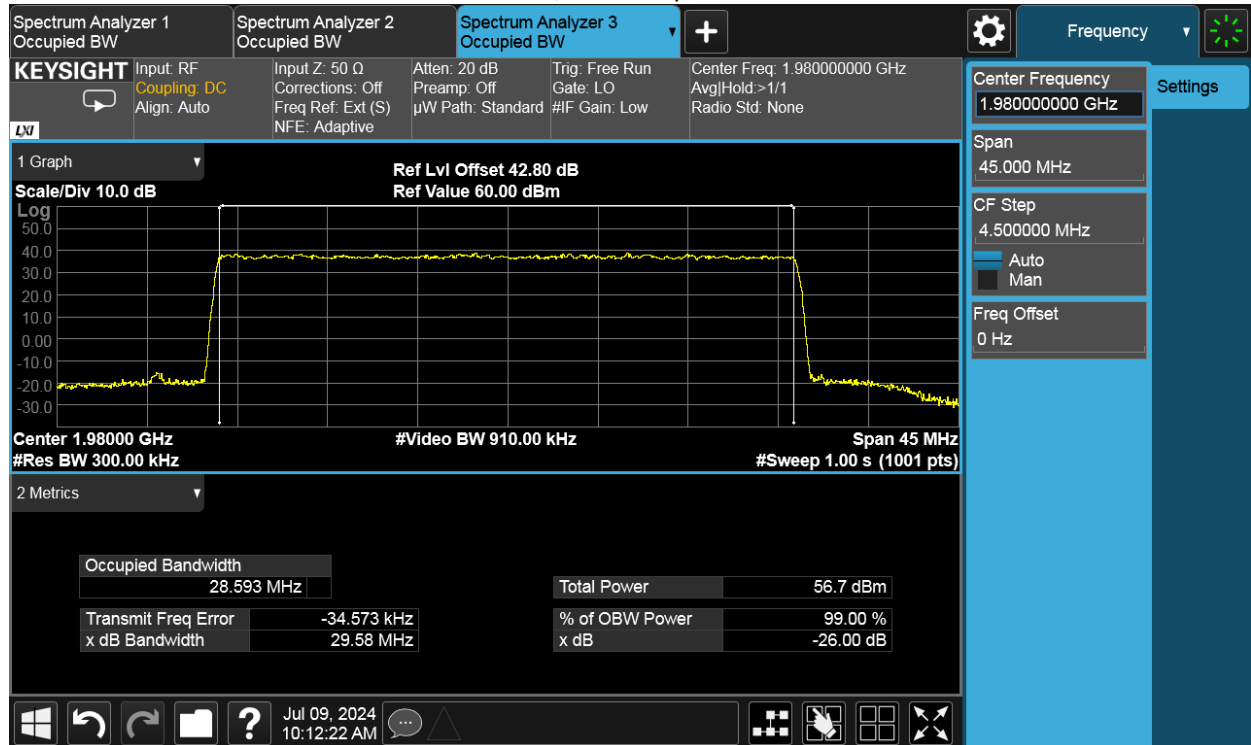 Spectrum Analyzer 1
Occupied BW
Spectrum Analyzer 2
Occupied BW
Spectrum Analyzer 3
Occupied BW
Frequency
KEYSIGHT
LXI
Input: RF
Coupling: DC
Align: Auto
Input Z: 50 Ω
Corrections: Off
Freq Ref: Ext (S)
NFE: Adaptive
Atten: 20 dB
Preamp: Off
µW Path: Standard
Trig: Free Run
Gate: LO
#IF Gain: Low
Center Freq: 1.980000000 GHz
Avg|Hold:>1/1
Radio Std: None
Center Frequency
1.980000000 GHz
Settings
Span
45.000 MHz
CF Step
4.500000 MHz
Auto
Man
Freq Offset
0 Hz
1 Graph
Scale/Div 10.0 dB
Ref Lvl Offset 42.80 dB
Ref Value 60.00 dBm
Log
50.0
40.0
30.0
20.0
10.0
0.00
-10.0
-20.0
-30.0
Center 1.98000 GHz
#Res BW 300.00 kHz
#Video BW 910.00 kHz
Span 45 MHz
#Sweep 1.00 s (1001 pts)
2 Metrics
Occupied Bandwidth
28.593 MHz
Total Power 56.7 dBm
Transmit Freq Error -34.573 kHz
% of OBW Power 99.00 %
x dB Bandwidth 29.58 MHz
x dB -26.00 dB
?
Jul 09, 2024
10:12:22 AM